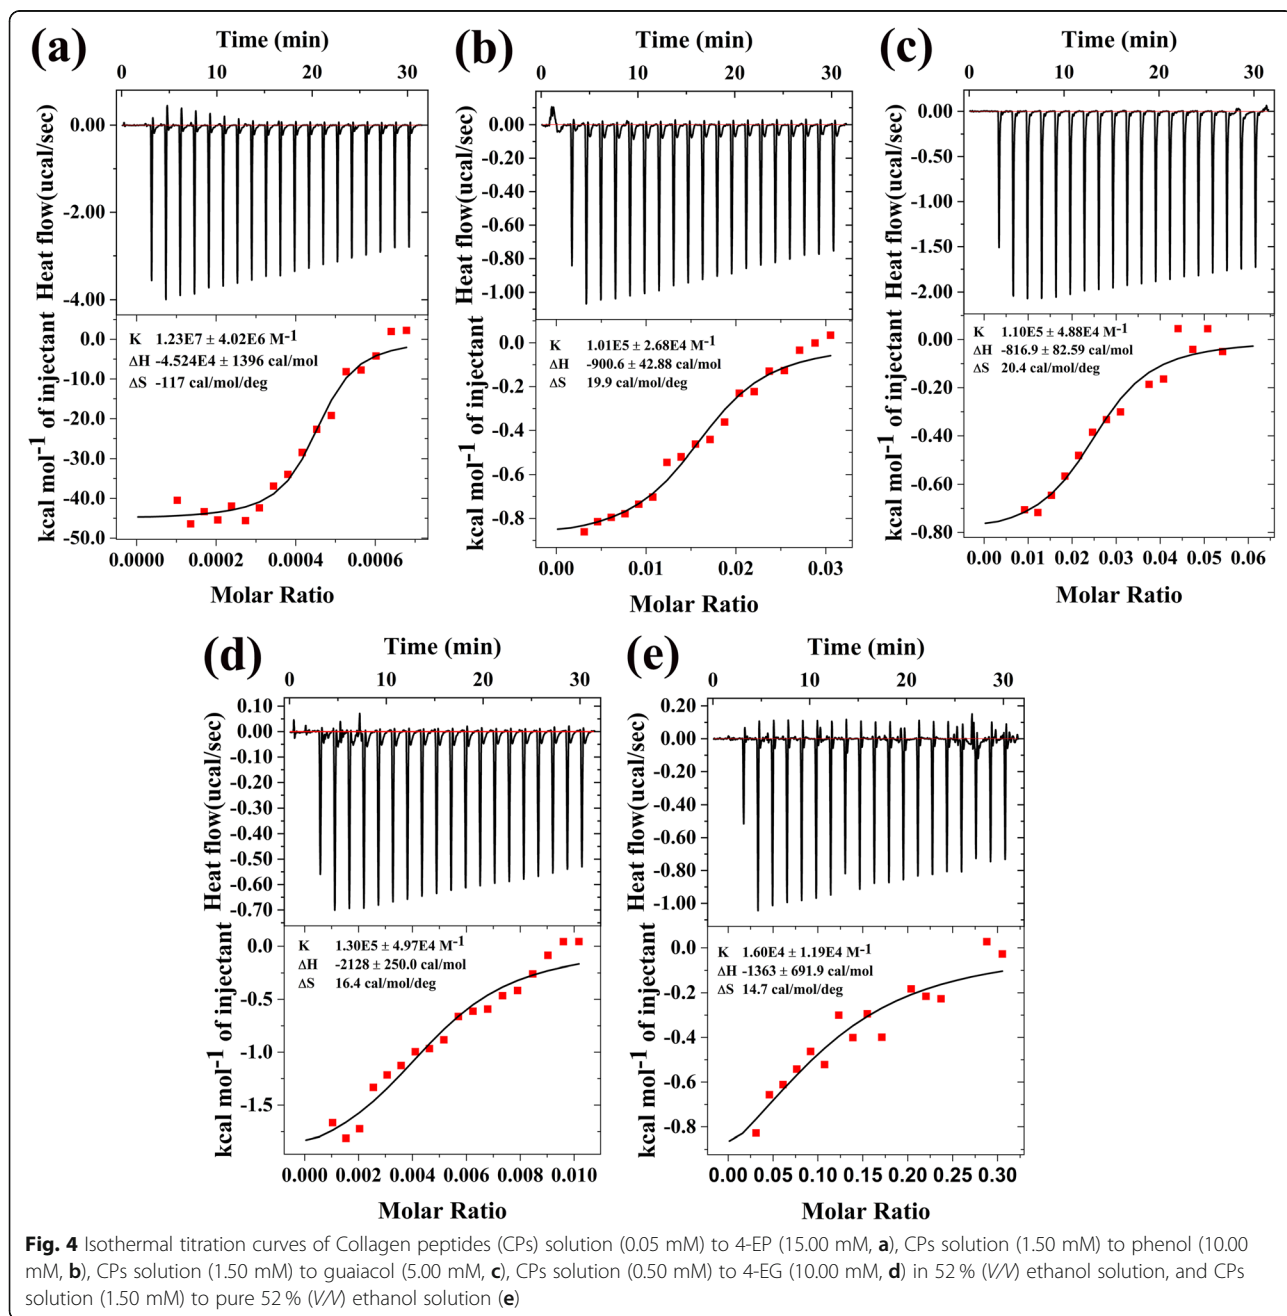 (a)
Time (min)
0 10 20 30
Heat flow(ucal/sec)
0.00
-2.00
-4.00
kcal mol⁻¹ of injectant
0.0
-10.0
-20.0
-30.0
-40.0
-50.0
K 1.23E7 ± 4.02E6 M⁻¹
ΔH -4.524E4 ± 1396 cal/mol
ΔS -117 cal/mol/deg
0.0000 0.0002 0.0004 0.0006
Molar Ratio
(b)
Time (min)
0 10 20 30
Heat flow(ucal/sec)
0.00
-0.20
-0.40
-0.60
-0.80
-1.00
kcal mol⁻¹ of injectant
0.0
-0.2
-0.4
-0.6
-0.8
K 1.01E5 ± 2.68E4 M⁻¹
ΔH -900.6 ± 42.88 cal/mol
ΔS 19.9 cal/mol/deg
0.00 0.01 0.02 0.03
Molar Ratio
(c)
Time (min)
0 10 20 30
Heat flow(ucal/sec)
0.00
-0.50
-1.00
-1.50
-2.00
kcal mol⁻¹ of injectant
0.00
-0.20
-0.40
-0.60
-0.80
K 1.10E5 ± 4.88E4 M⁻¹
ΔH -816.9 ± 82.59 cal/mol
ΔS 20.4 cal/mol/deg
0.00 0.01 0.02 0.03 0.04 0.05 0.06
Molar Ratio
(d)
Time (min)
0 10 20 30
Heat flow(ucal/sec)
0.10
0.00
-0.10
-0.20
-0.30
-0.40
-0.50
-0.60
-0.70
kcal mol⁻¹ of injectant
0.0
-0.5
-1.0
-1.5
K 1.30E5 ± 4.97E4 M⁻¹
ΔH -2128 ± 250.0 cal/mol
ΔS 16.4 cal/mol/deg
0.000 0.002 0.004 0.006 0.008 0.010
Molar Ratio
(e)
Time (min)
0 10 20 30
Heat flow(ucal/sec)
0.20
0.00
-0.20
-0.40
-0.60
-0.80
-1.00
kcal mol⁻¹ of injectant
0.0
-0.2
-0.4
-0.6
-0.8
K 1.60E4 ± 1.19E4 M⁻¹
ΔH -1363 ± 691.9 cal/mol
ΔS 14.7 cal/mol/deg
0.00 0.05 0.10 0.15 0.20 0.25 0.30
Molar Ratio
Fig. 4 Isothermal titration curves of Collagen peptides (CPs) solution (0.05 mM) to 4-EP (15.00 mM, a), CPs solution (1.50 mM) to phenol (10.00
mM, b), CPs solution (1.50 mM) to guaiacol (5.00 mM, c), CPs solution (0.50 mM) to 4-EG (10.00 mM, d) in 52 % (V/V) ethanol solution, and CPs
solution (1.50 mM) to pure 52 % (V/V) ethanol solution (e)